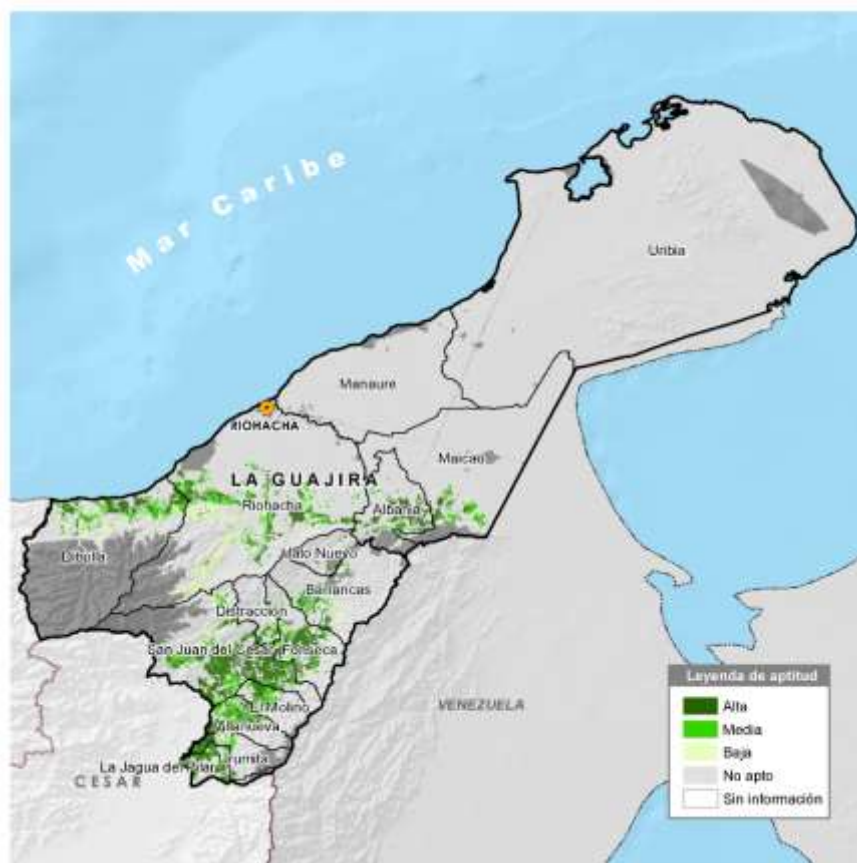 Mar Caribe
Uribia
Manaure
RIOHACHA
Maicao
LA GUAJIRA
Riohacha
Albania
Dibulla
Hato Nuevo
Barrancas
Distracción
San Juan del Cesar
Fonseca
El Molino
Villanueva
Urumita
La Jagua del Pilar
CESAR
VENEZUELA
Leyenda de aptitud
Alta
Media
Baja
No apto
Sin información